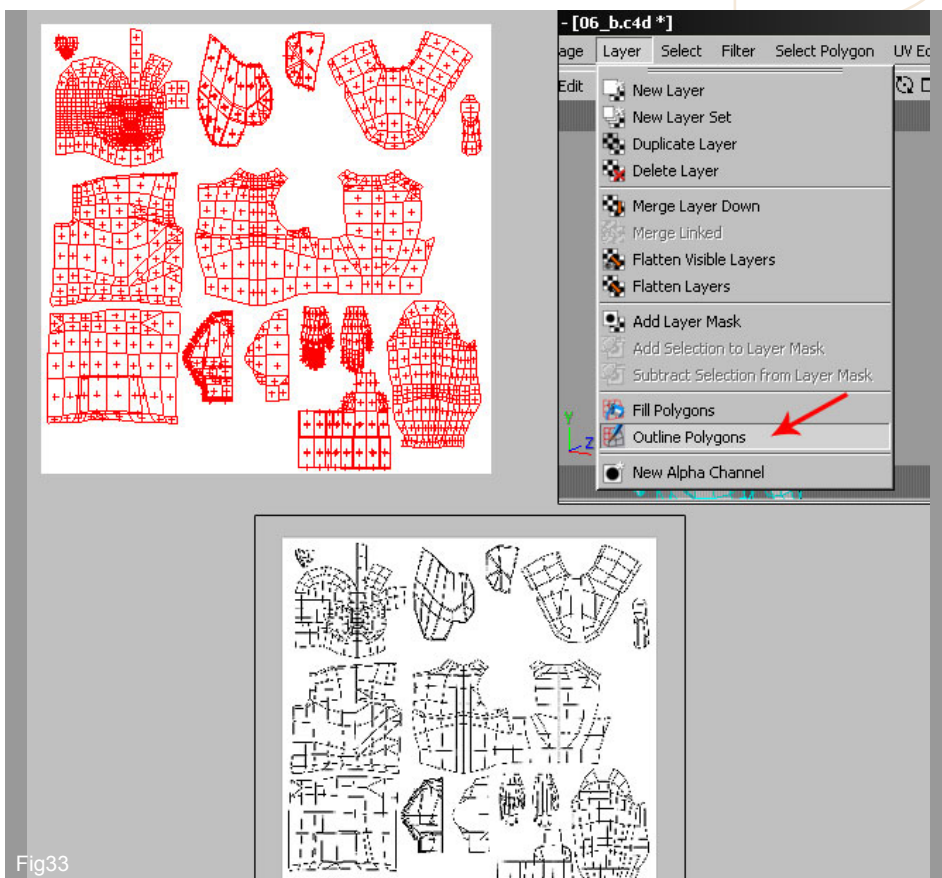 - [06_b.c4d *]
age Layer Select Filter Select Polygon UV Ed
Edit
New Layer
New Layer Set
Duplicate Layer
Delete Layer
Merge Layer Down
Merge Linked
Flatten Visible Layers
Flatten Layers
Add Layer Mask
Add Selection to Layer Mask
Subtract Selection from Layer Mask
Fill Polygons
Outline Polygons
New Alpha Channel
Y
Z
Fig33